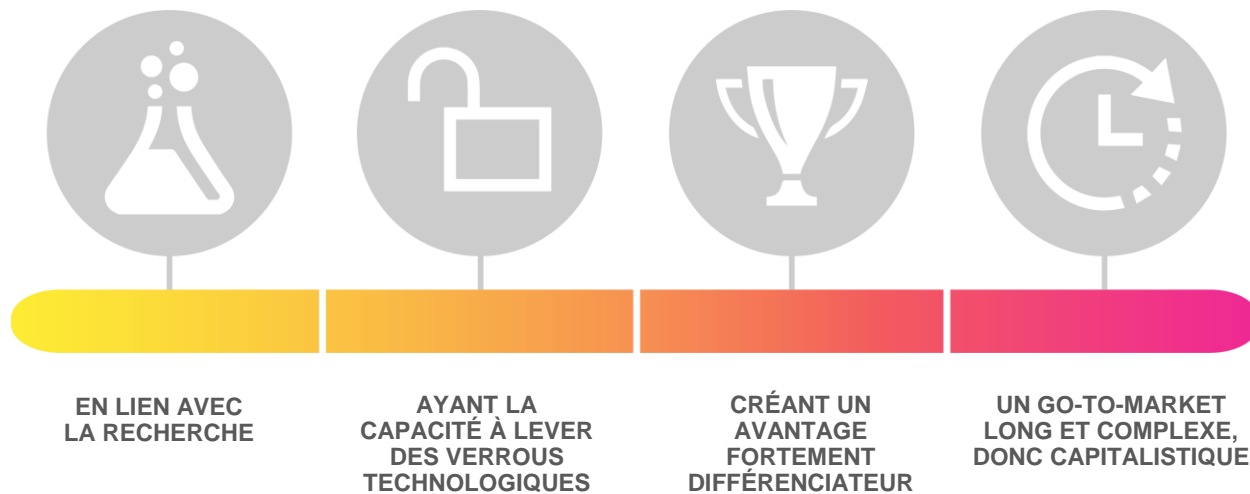 EN LIEN AVEC
LA RECHERCHE
AYANT LA
CAPACITÉ À LEVER
DES VERROUS
TECHNOLOGIQUES
CRÉANT UN
AVANTAGE
FORTEMENT
DIFFÉRENCIATEUR
UN GO-TO-MARKET
LONG ET COMPLEXE,
DONC CAPITALISTIQUE